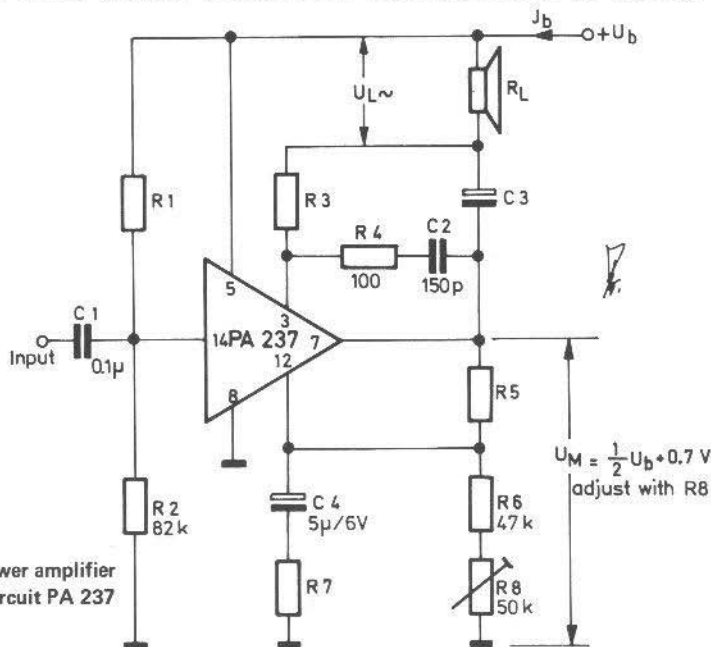 J_b
+U_b
U_L~
R_L
R1
R3
C3
R4
C2
100
150p
5
3
C1
Input
14
PA 237
7
0.1µ
12
8
R5
U_M = 1/2 U_b + 0.7 V
adjust with R8
C4
5µ/6V
R6
47k
R2
82k
R7
R8
50k
wer amplifier
rcuit PA 237